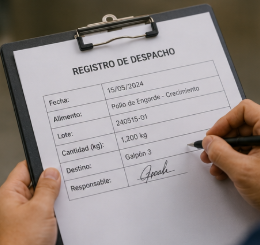 REGISTRO DE DESPACHO
Fecha: 15/05/2024
Alimento: Pollo de Engorde - Crecimiento
Lote: 240515-01
Cantidad (kg): 1,200 kg
Destino: Galpón 3
Responsable: